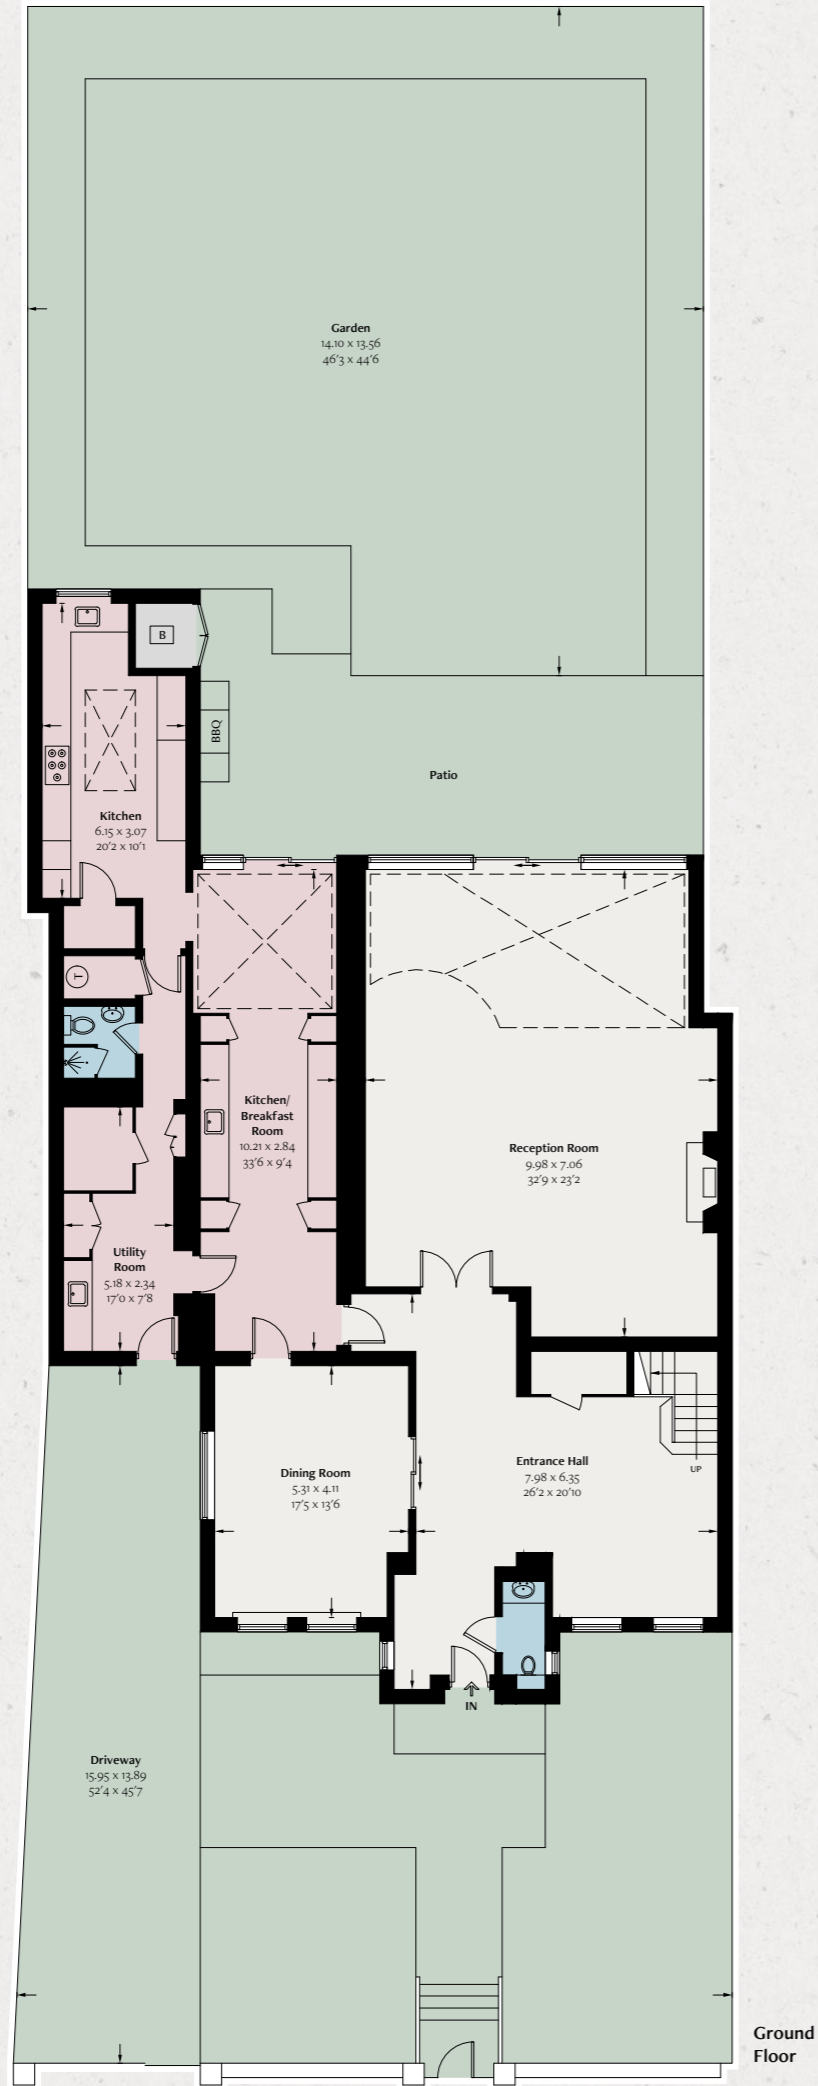 Garden
14.10 x 13.56
46'3 x 44'6
B
BBQ
Patio
Kitchen
6.15 x 3.07
20'2 x 10'1
T
Kitchen/
Breakfast
Room
10.21 x 2.84
33'6 x 9'4
Reception Room
9.98 x 7.06
32'9 x 23'2
Utility
Room
5.18 x 2.34
17'0 x 7'8
Dining Room
5.31 x 4.11
17'5 x 13'6
Entrance Hall
7.98 x 6.35
26'2 x 20'10
UP
IN
Driveway
15.95 x 13.89
52'4 x 45'7
Ground
Floor